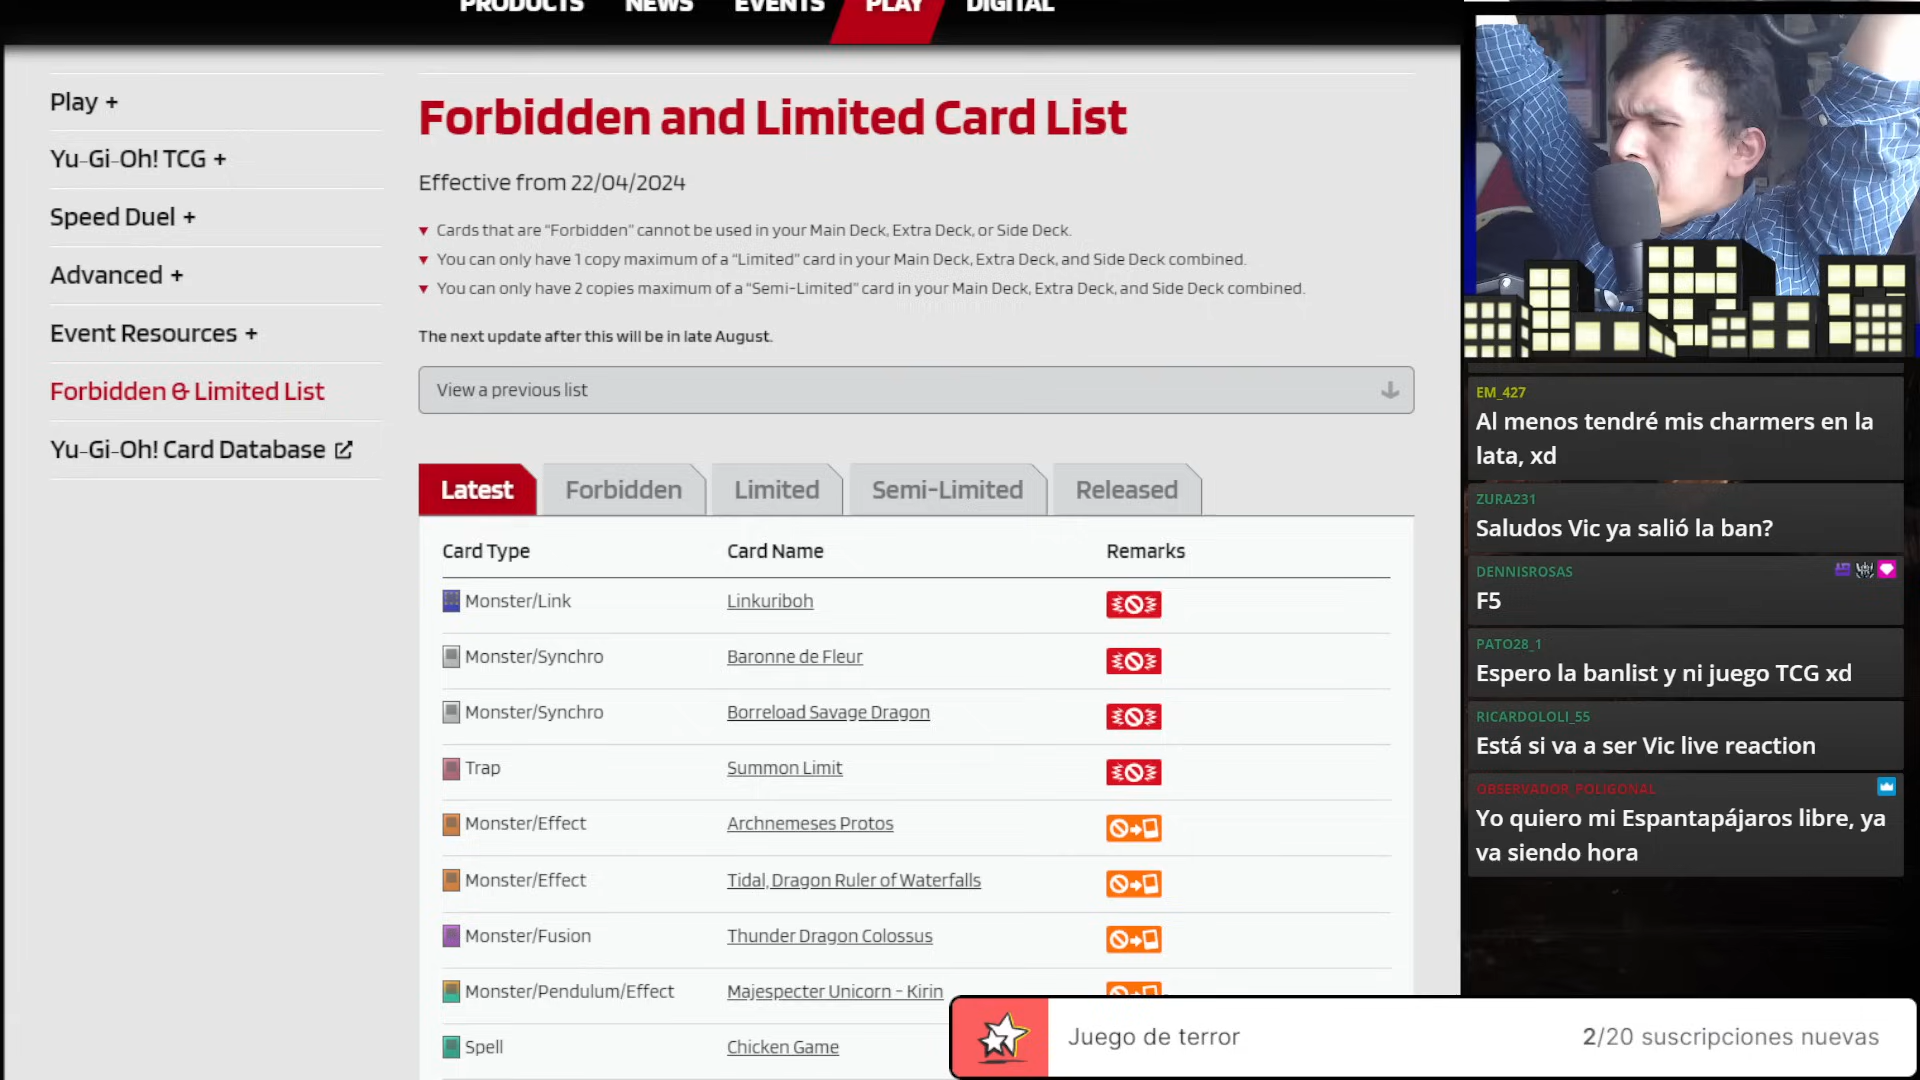 PRODUCTS NEWS EVENTS PLAY DIGITAL
Play +
Yu-Gi-Oh! TCG +
Speed Duel +
Advanced +
Event Resources +
Forbidden & Limited List
Yu-Gi-Oh! Card Database
Forbidden and Limited Card List
Effective from 22/04/2024
Cards that are "Forbidden" cannot be used in your Main Deck, Extra Deck, or Side Deck.
You can only have 1 copy maximum of a "Limited" card in your Main Deck, Extra Deck, and Side Deck combined.
You can only have 2 copies maximum of a "Semi-Limited" card in your Main Deck, Extra Deck, and Side Deck combined.
The next update after this will be in late August.
View a previous list
Latest Forbidden Limited Semi-Limited Released
Card Type Card Name Remarks
Monster/Link Linkuriboh
Monster/Synchro Baronne de Fleur
Monster/Synchro Borreload Savage Dragon
Trap Summon Limit
Monster/Effect Archnemeses Protos
Monster/Effect Tidal, Dragon Ruler of Waterfalls
Monster/Fusion Thunder Dragon Colossus
Monster/Pendulum/Effect Majespecter Unicorn - Kirin
Spell Chicken Game
EM_427
Al menos tendré mis charmers en la
lata, xd
ZURA231
Saludos Vic ya salió la ban?
DENNISROSAS
F5
PATO28_1
Espero la banlist y ni juego TCG xd
RICARDOLOLI_55
Está si va a ser Vic live reaction
OBSERVADOR_POLIGONAL
Yo quiero mi Espantapájaros libre, ya
va siendo hora
Juego de terror 2/20 suscripciones nuevas